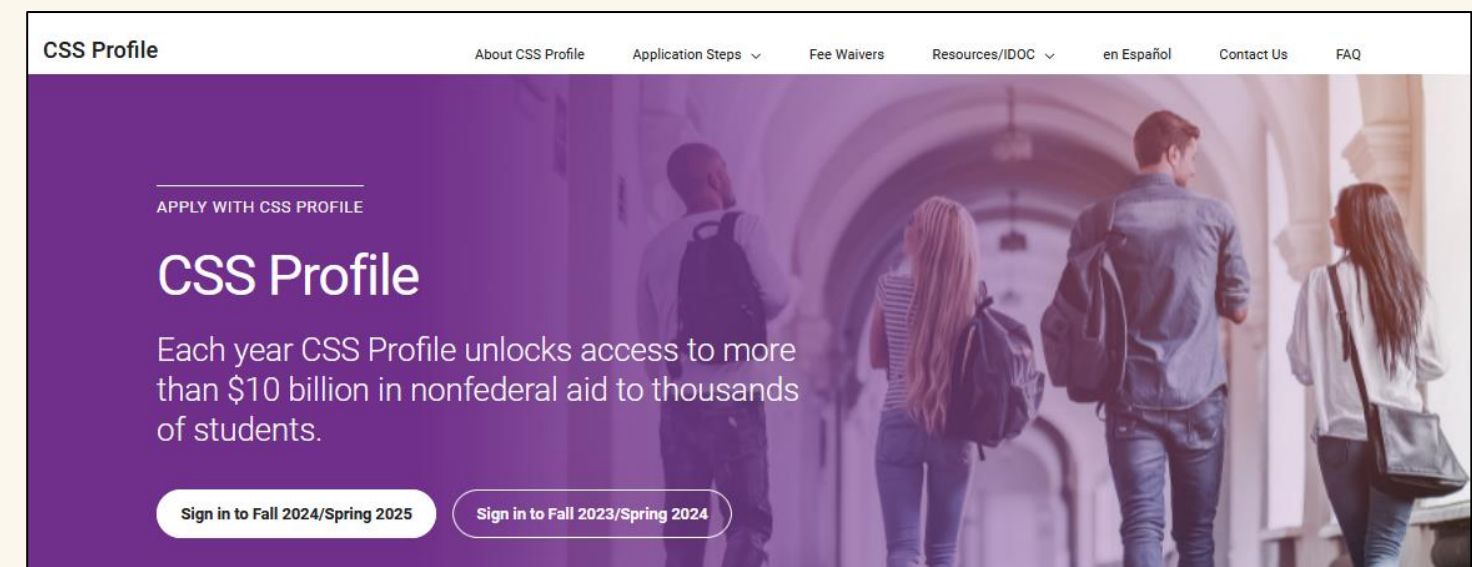 CSS Profile
About CSS Profile
Application Steps
Fee Waivers
Resources/IDOC
en Español
Contact Us
FAQ
APPLY WITH CSS PROFILE
CSS Profile
Each year CSS Profile unlocks access to more
than $10 billion in nonfederal aid to thousands
of students.
Sign in to Fall 2024/Spring 2025
Sign in to Fall 2023/Spring 2024